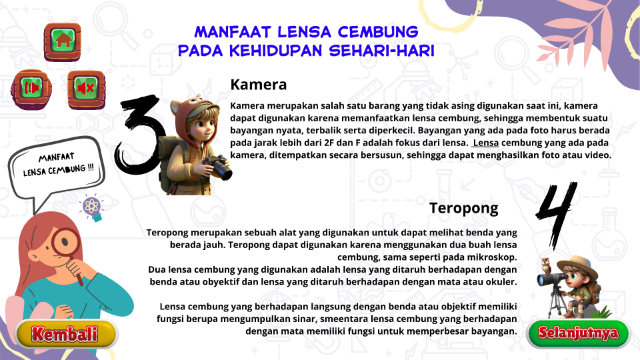 MANFAAT LENSA CEMBUNG
PADA KEHIDUPAN SEHARI-HARI
3
Kamera
Kamera merupakan salah satu barang yang tidak asing digunakan saat ini, kamera
dapat digunakan karena memanfaatkan lensa cembung, sehingga membentuk suatu
bayangan nyata, terbalik serta diperkecil. Bayangan yang ada pada foto harus berada
pada jarak lebih dari 2F dan F adalah fokus dari lensa. Lensa cembung yang ada pada
kamera, ditempatkan secara bersusun, sehingga dapat menghasilkan foto atau video.
MANFAAT
LENSA CEMBUNG !!!
4
Teropong
Teropong merupakan sebuah alat yang digunakan untuk dapat melihat benda yang
berada jauh. Teropong dapat digunakan karena menggunakan dua buah lensa
cembung, sama seperti pada mikroskop.
Dua lensa cembung yang digunakan adalah lensa yang ditaruh berhadapan dengan
benda atau obyektif dan lensa yang ditaruh berhadapan dengan mata atau okuler.
Lensa cembung yang berhadapan langsung dengan benda atau objektif memiliki
fungsi berupa mengumpulkan sinar, smeentara lensa cembung yang berhadapan
dengan mata memiliki fungsi untuk memperbesar bayangan.
Kembali
Selanjutnya